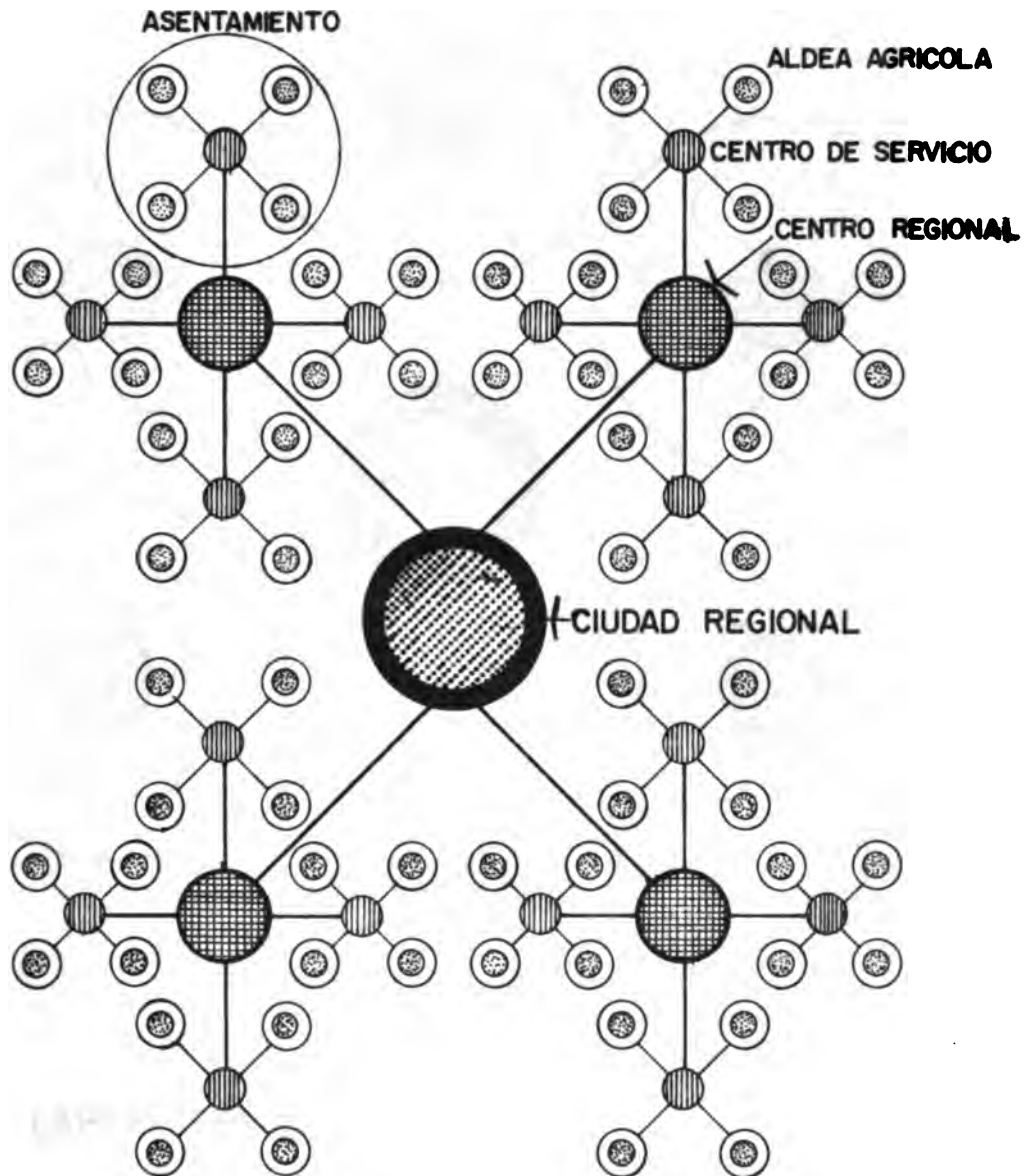 ASENTAMIENTO
ALDEA AGRICOLA
CENTRO DE SERVICIO
CENTRO REGIONAL
CIUDAD REGIONAL